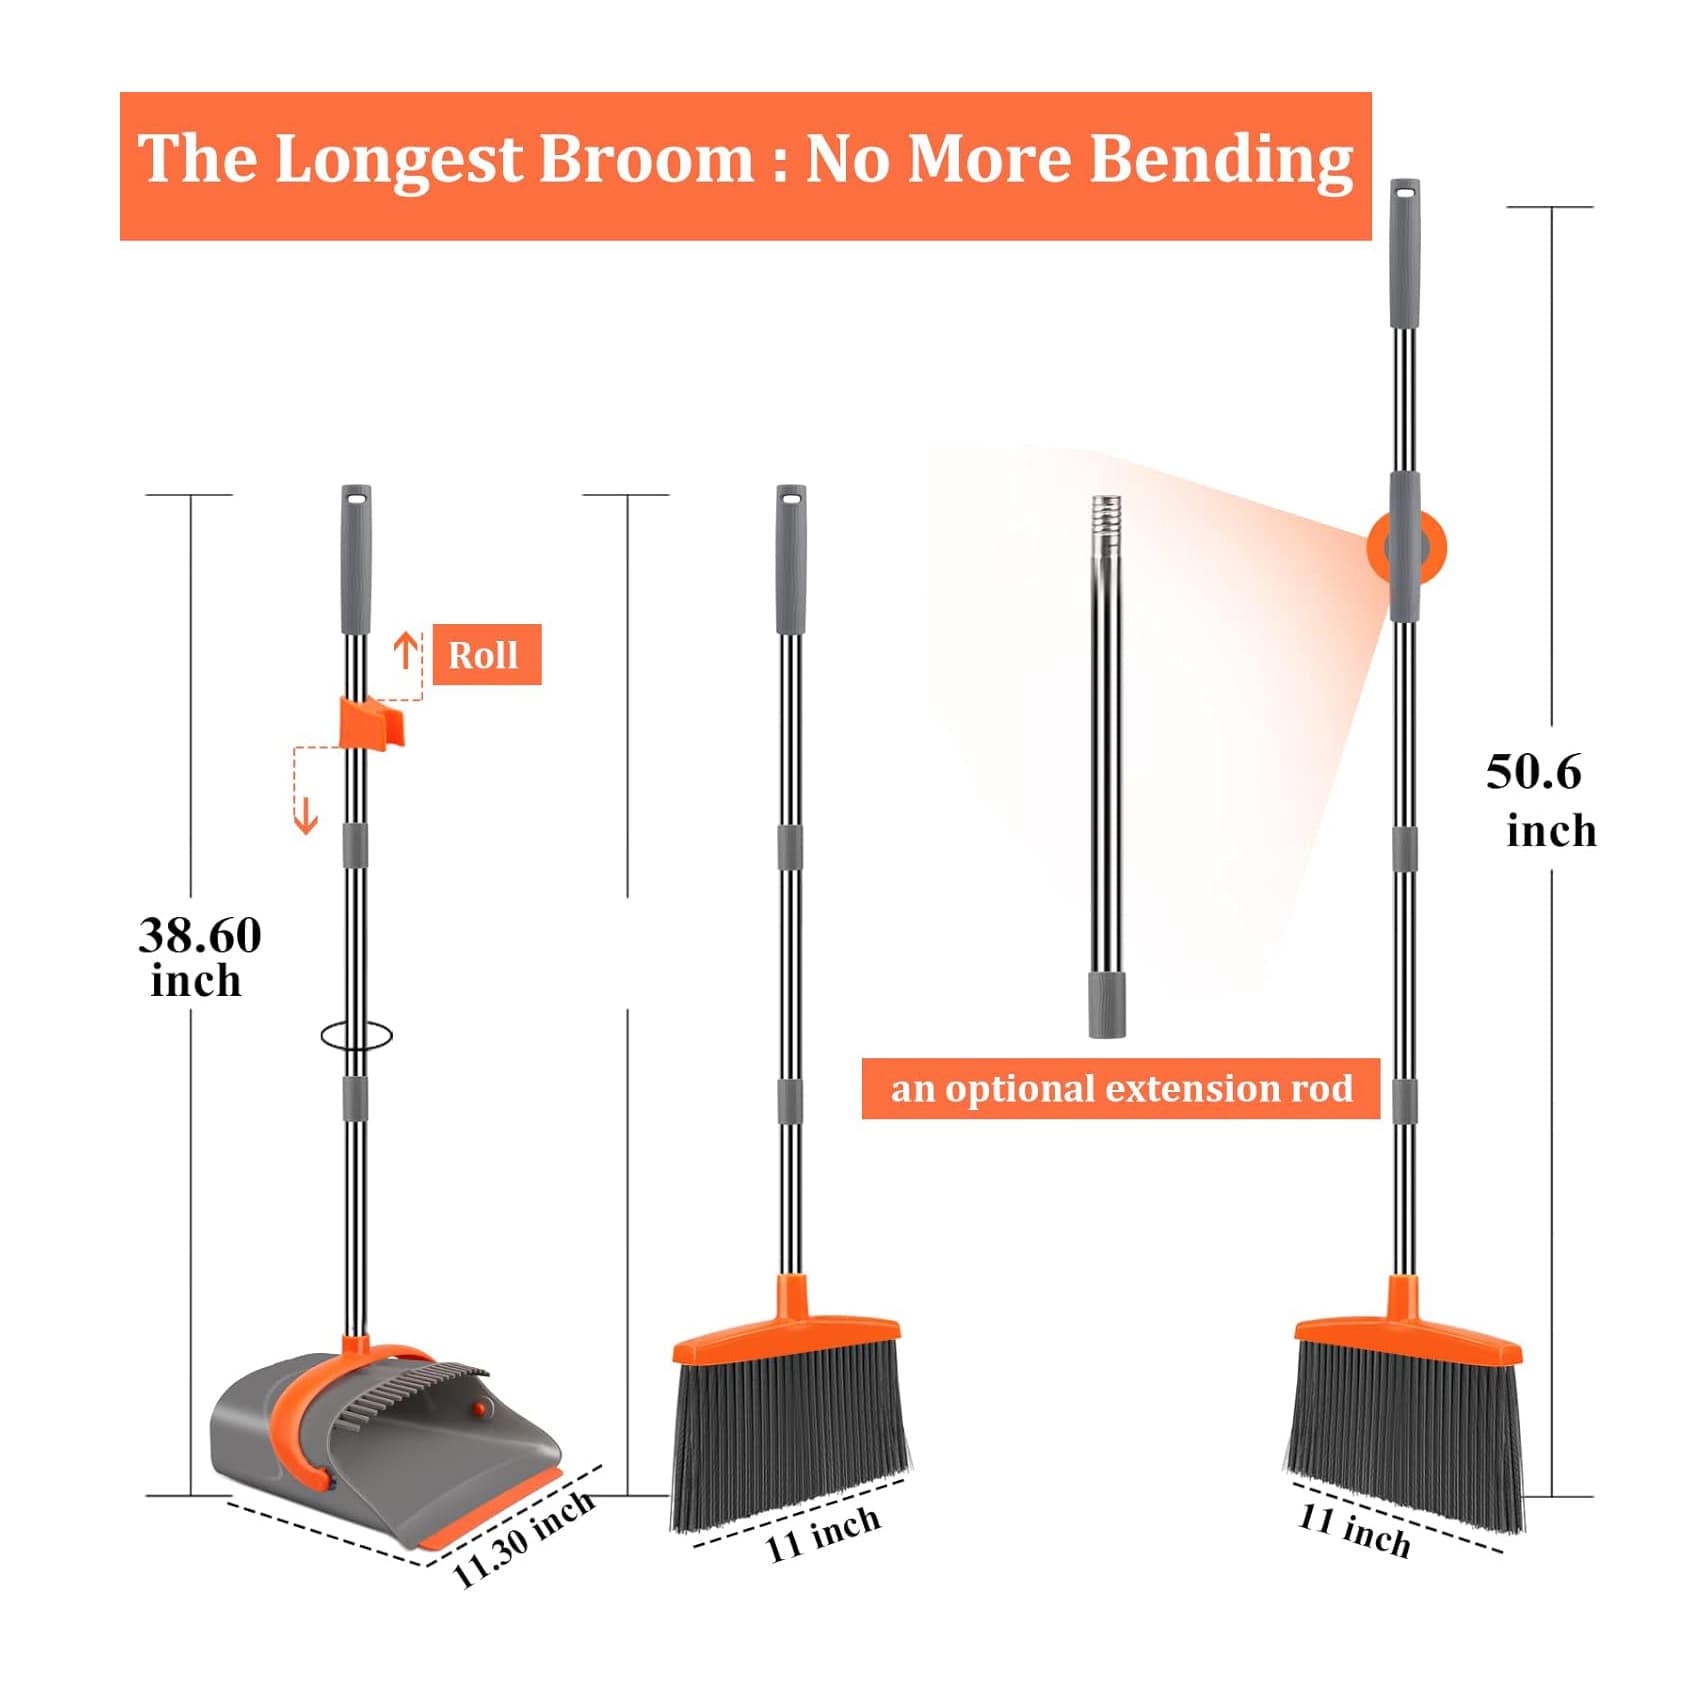 The Longest Broom : No More Bending
Roll
38.60
inch
50.6
inch
an optional extension rod
11.30 inch
11 inch
11 inch